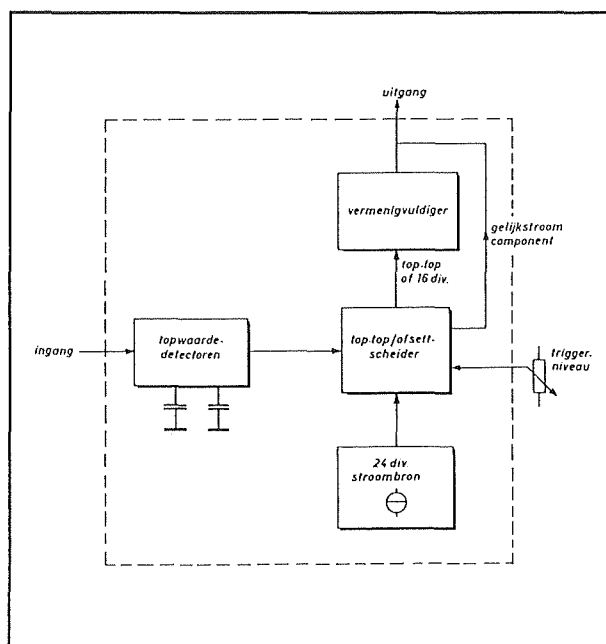 uitgang
vermenigvuldiger
gelijkstroom
component
top-top
of 16 div.
ingang
topwaarde-
detectoren
top-top/ofsett-
scheider
trigger-
niveau
24 div.
stroombron